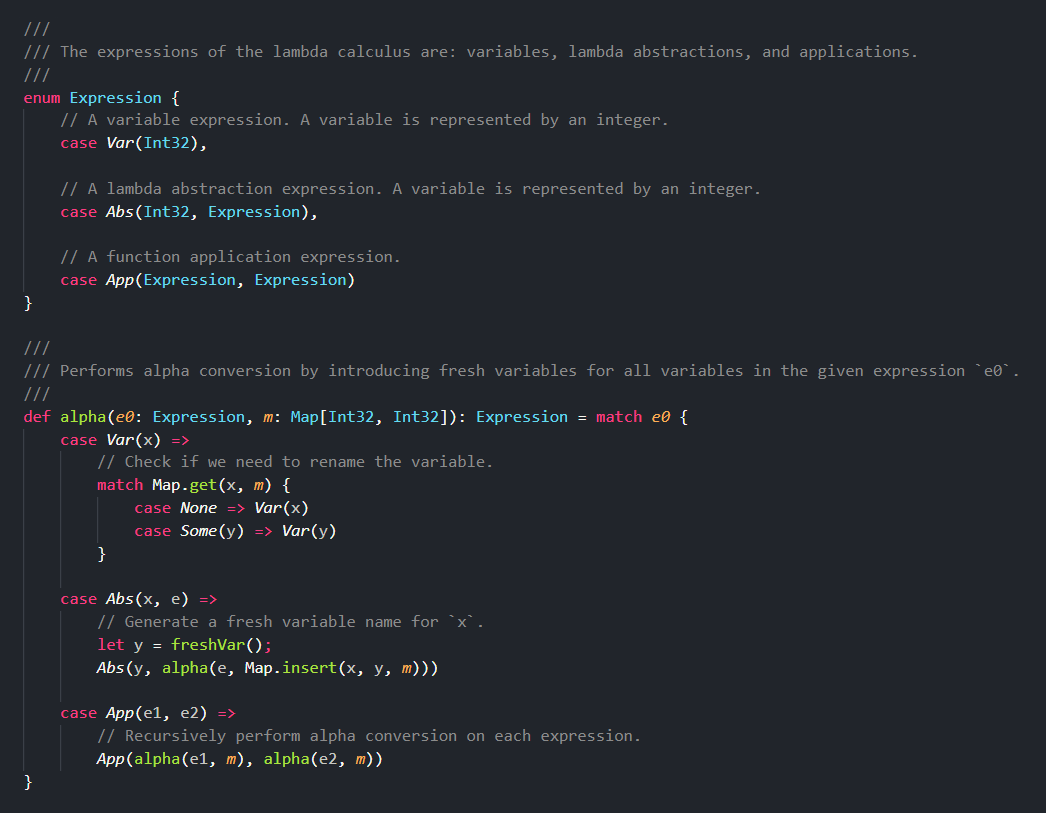 ///
/// The expressions of the lambda calculus are: variables, lambda abstractions, and applications.
///
enum Expression {
    // A variable expression. A variable is represented by an integer.
    case Var(Int32),

    // A lambda abstraction expression. A variable is represented by an integer.
    case Abs(Int32, Expression),

    // A function application expression.
    case App(Expression, Expression)
}

///
/// Performs alpha conversion by introducing fresh variables for all variables in the given expression `e0`.
///
def alpha(e0: Expression, m: Map[Int32, Int32]): Expression = match e0 {
    case Var(x) =>
        // Check if we need to rename the variable.
        match Map.get(x, m) {
            case None => Var(x)
            case Some(y) => Var(y)
        }

    case Abs(x, e) =>
        // Generate a fresh variable name for `x`.
        let y = freshVar();
        Abs(y, alpha(e, Map.insert(x, y, m)))

    case App(e1, e2) =>
        // Recursively perform alpha conversion on each expression.
        App(alpha(e1, m), alpha(e2, m))
}